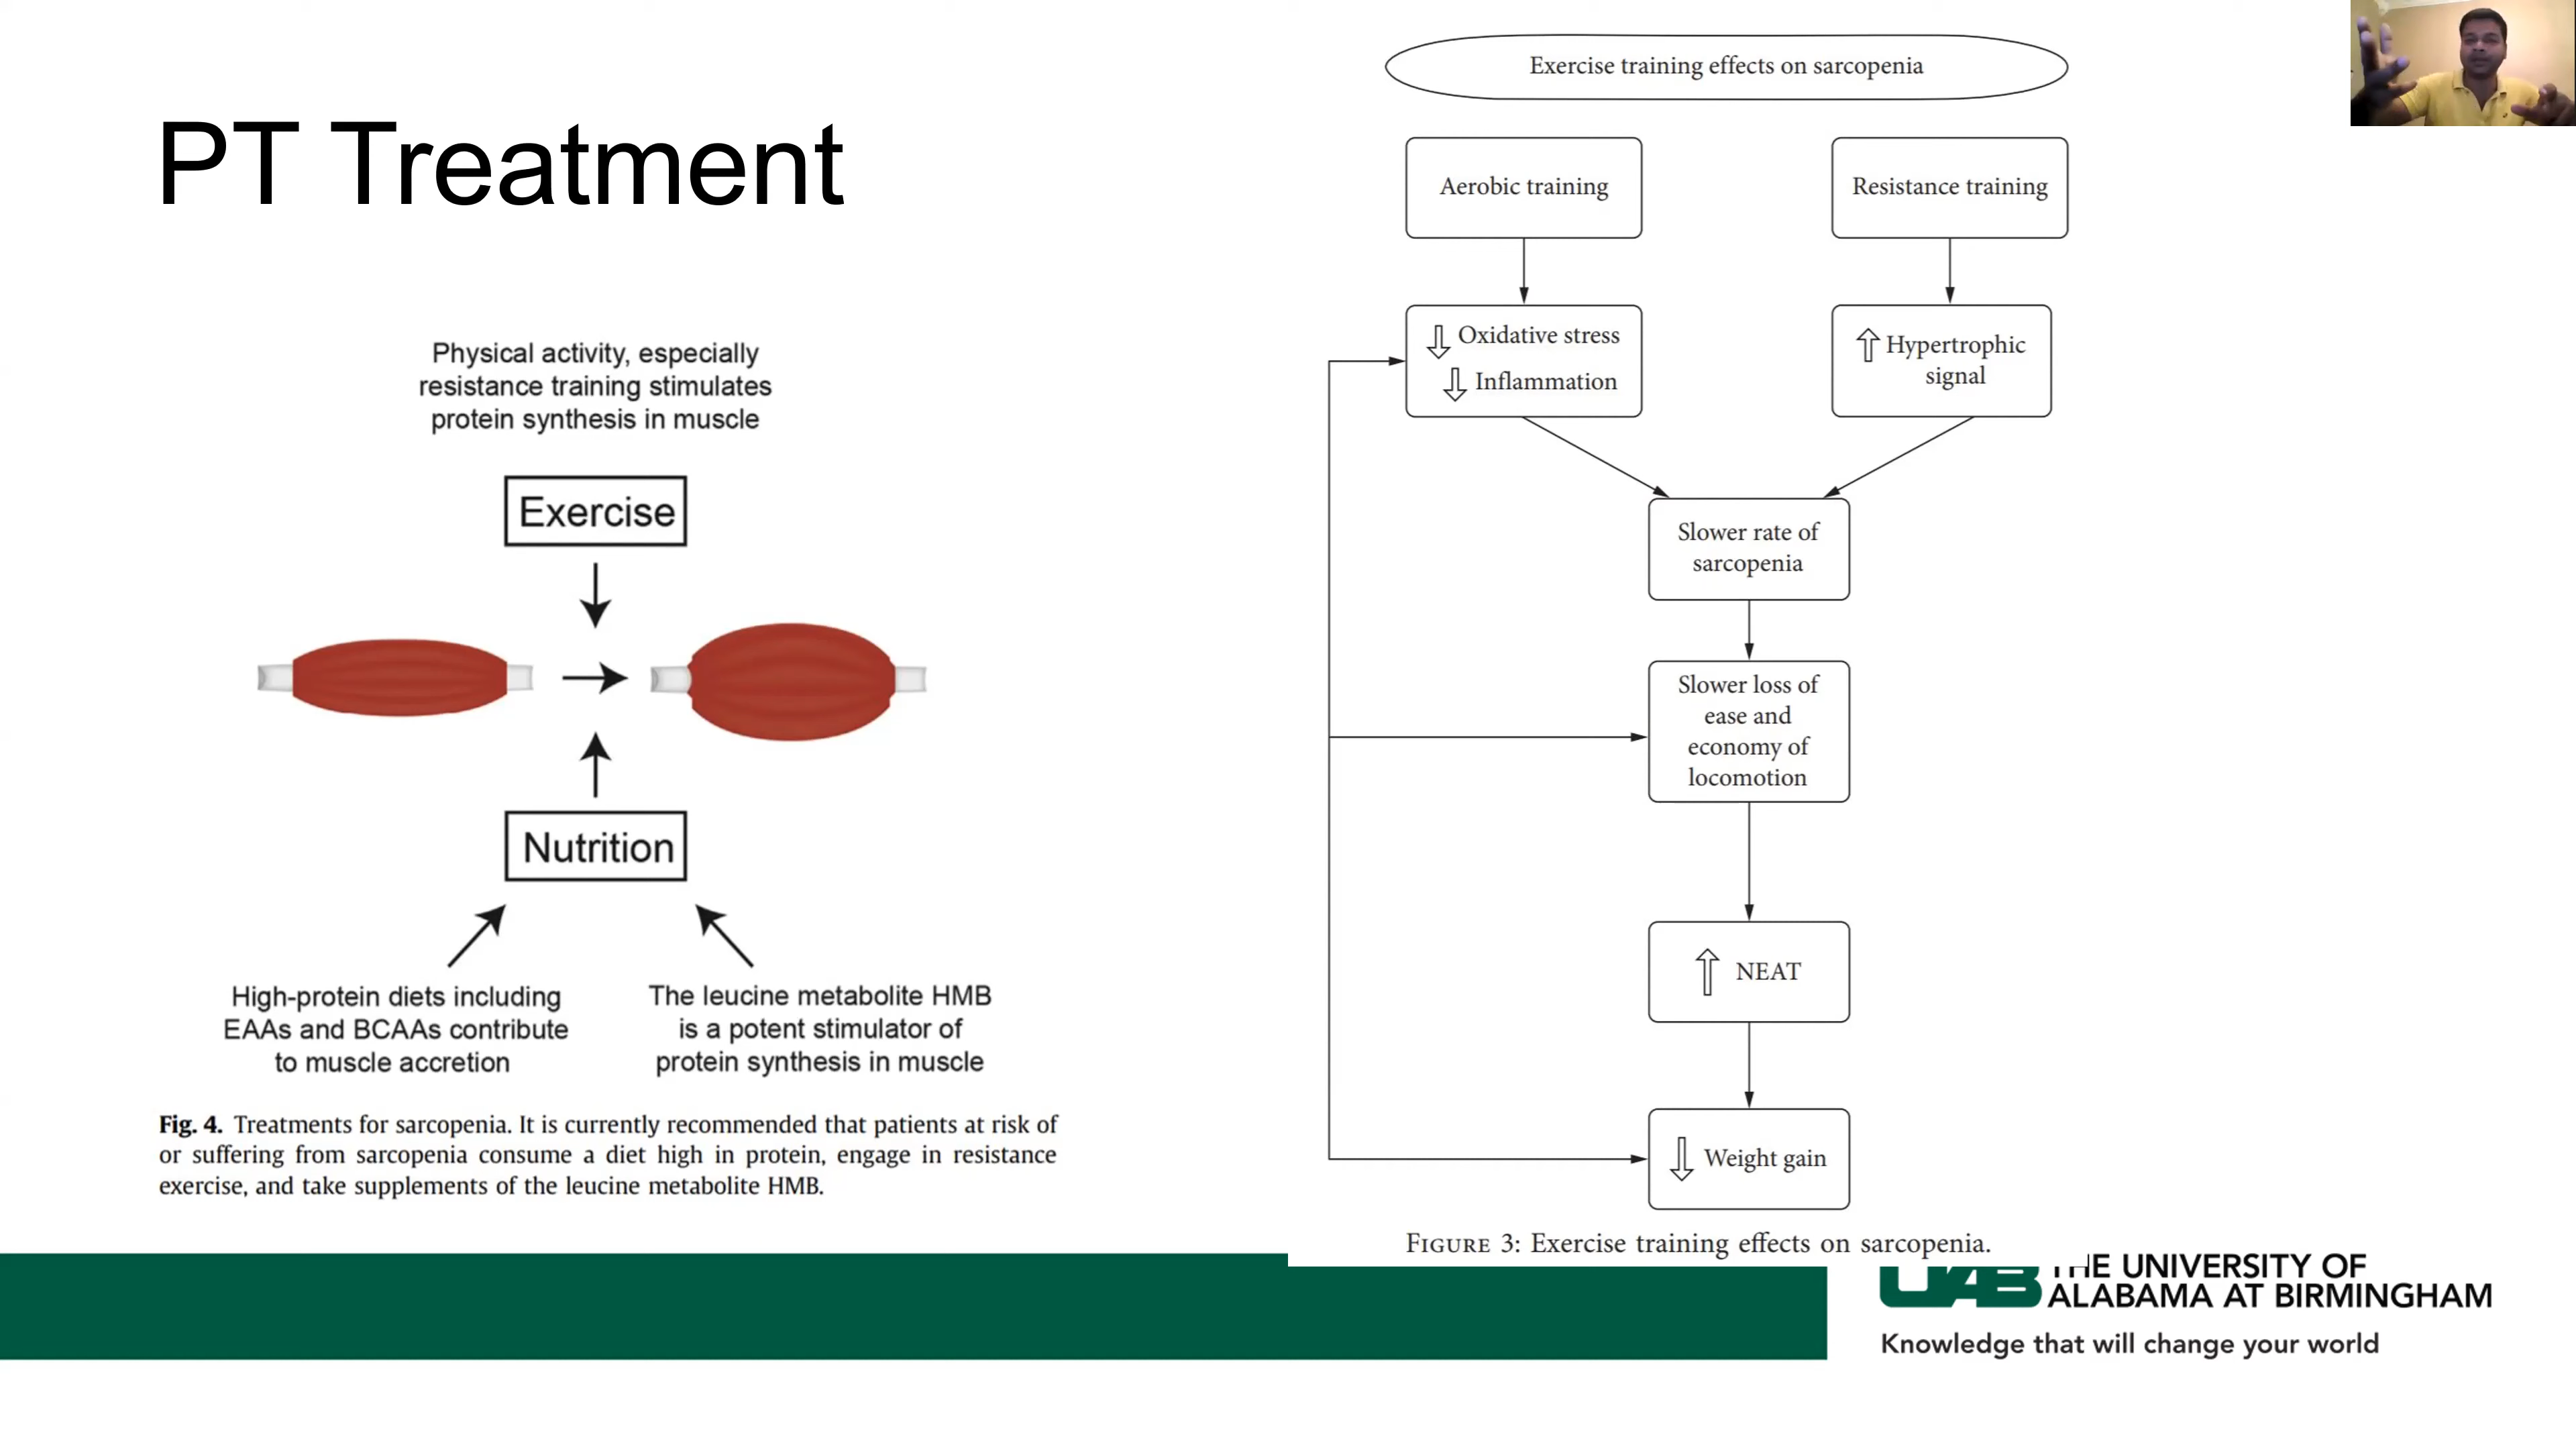 PT Treatment
Physical activity, especially
resistance training stimulates
protein synthesis in muscle
Exercise
Nutrition
High-protein diets including
EAAs and BCAAs contribute
to muscle accretion
The leucine metabolite HMB
is a potent stimulator of
protein synthesis in muscle
Fig. 4. Treatments for sarcopenia. It is currently recommended that patients at risk of
or suffering from sarcopenia consume a diet high in protein, engage in resistance
exercise, and take supplements of the leucine metabolite HMB.
Exercise training effects on sarcopenia
Aerobic training
Resistance training
Oxidative stress
Inflammation
Hypertrophic
signal
Slower rate of
sarcopenia
Slower loss of
ease and
economy of
locomotion
NEAT
Weight gain
FIGURE 3: Exercise training effects on sarcopenia.
UAB THE UNIVERSITY OF
ALABAMA AT BIRMINGHAM
Knowledge that will change your world